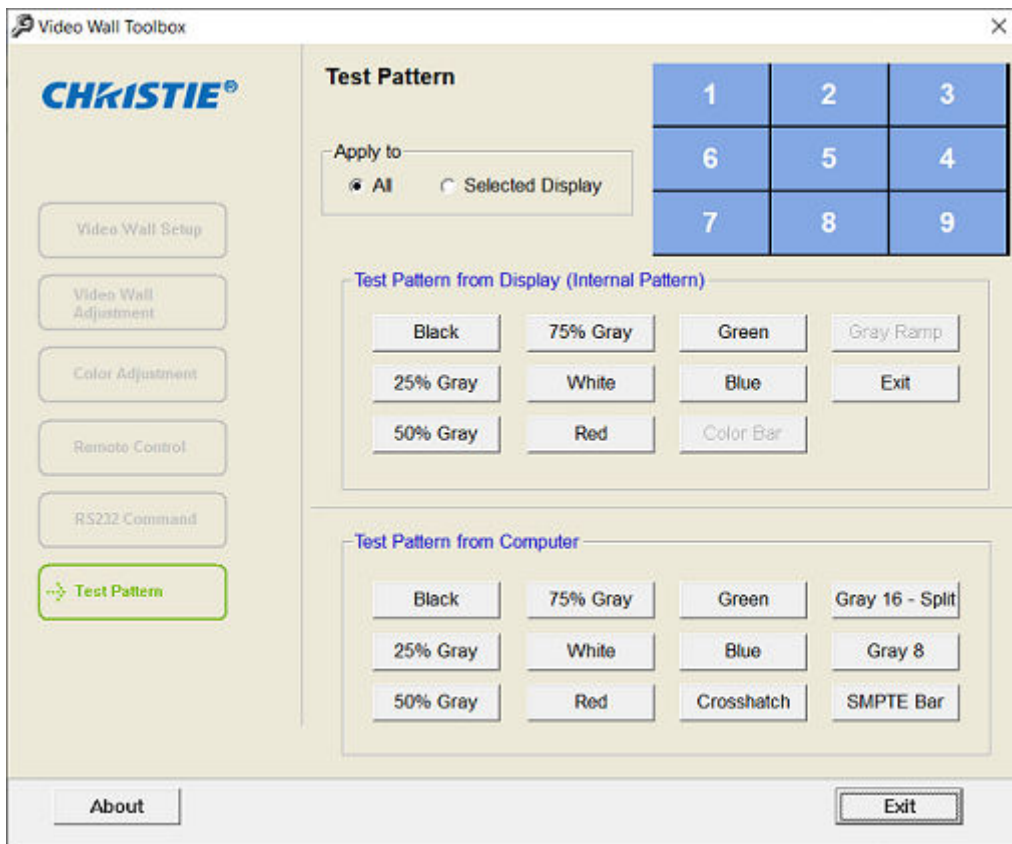 Video Wall Toolbox
CHRISTIE®
Video Wall Setup
Video Wall
Adjustment
Color Adjustment
Remote Control
RS232 Command
Test Pattern
Test Pattern
Apply to
All Selected Display
1 2 3
6 5 4
7 8 9
Test Pattern from Display (Internal Pattern)
Black 75% Gray Green Gray Ramp
25% Gray White Blue Exit
50% Gray Red Color Bar
Test Pattern from Computer
Black 75% Gray Green Gray 16 - Split
25% Gray White Blue Gray 8
50% Gray Red Crosshatch SMPTE Bar
About Exit